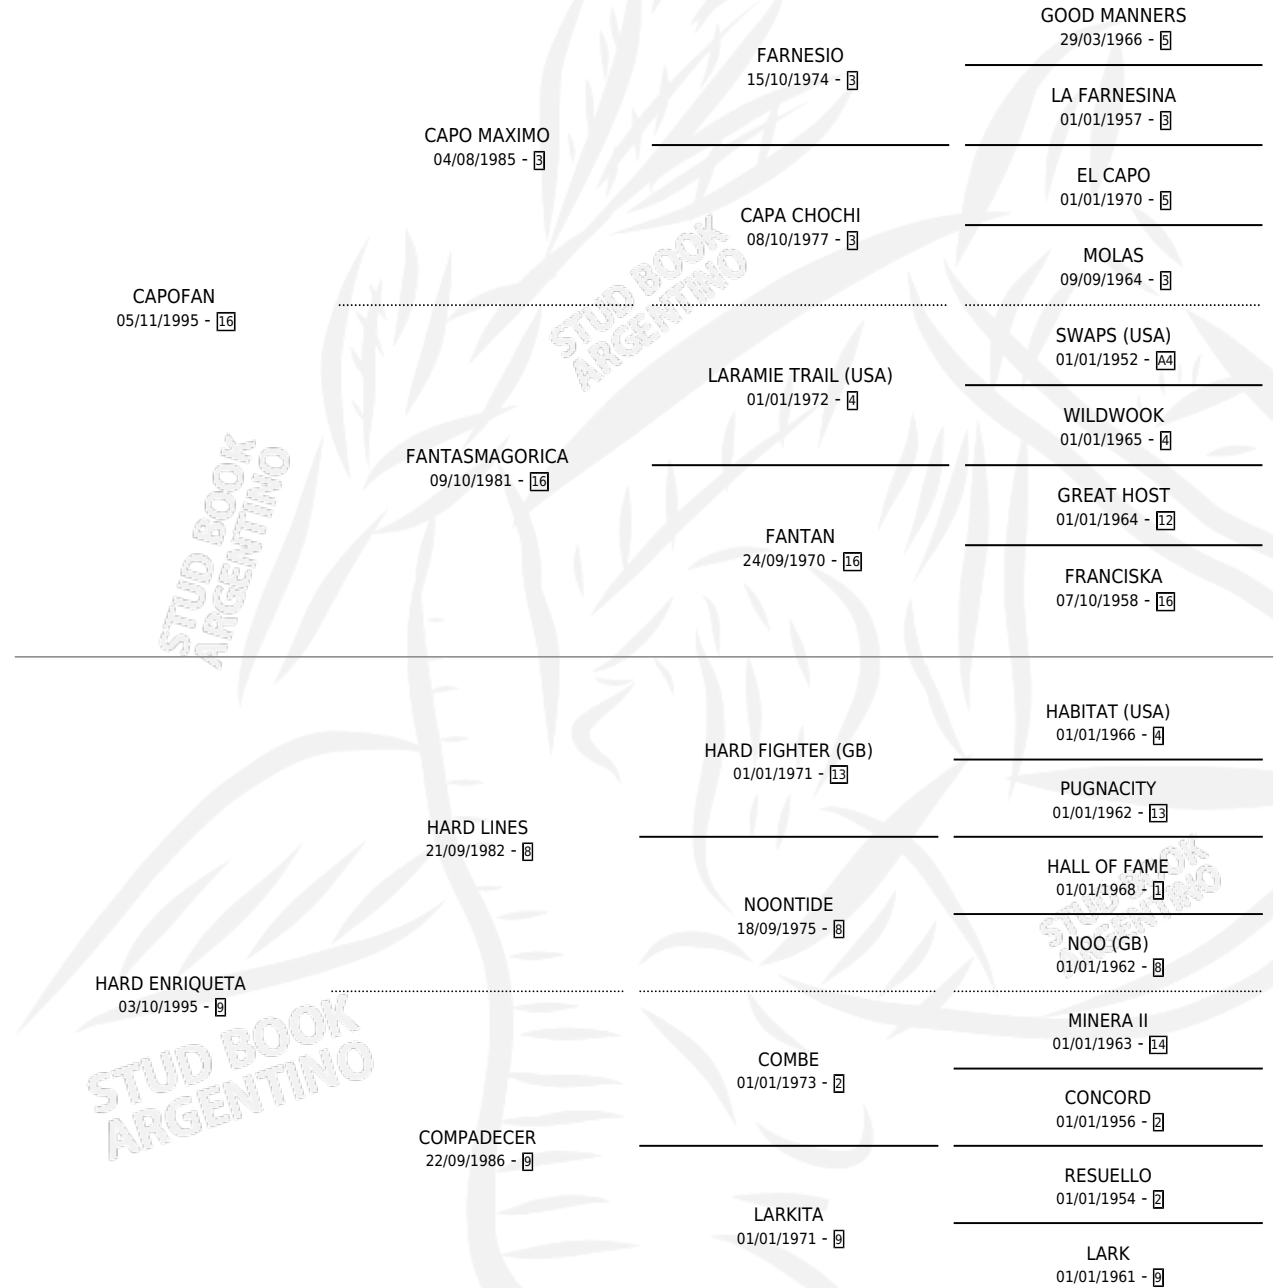 GOOD MANNERS
29/03/1966 - 5
FARNESIO
15/10/1974 - 3
LA FARNESINA
01/01/1957 - 3
CAPO MAXIMO
04/08/1985 - 3
EL CAPO
01/01/1970 - 5
CAPA CHOCHI
08/10/1977 - 3
MOLAS
09/09/1964 - 3
CAPOFAN
05/11/1995 - 16
SWAPS (USA)
01/01/1952 - A4
LARAMIE TRAIL (USA)
01/01/1972 - 4
WILDWOOK
01/01/1965 - 4
FANTASMAGORICA
09/10/1981 - 16
GREAT HOST
01/01/1964 - 12
FANTAN
24/09/1970 - 16
FRANCISKA
07/10/1958 - 16
HABITAT (USA)
01/01/1966 - 4
HARD FIGHTER (GB)
01/01/1971 - 13
PUGNACITY
01/01/1962 - 13
HARD LINES
21/09/1982 - 8
HALL OF FAME
01/01/1968 - 1
NOONTIDE
18/09/1975 - 8
NOO (GB)
01/01/1962 - 8
HARD ENRIQUETA
03/10/1995 - 9
MINERA II
01/01/1963 - 14
COMBE
01/01/1973 - 2
CONCORD
01/01/1956 - 2
COMPADECER
22/09/1986 - 9
RESUELLO
01/01/1954 - 2
LARKITA
01/01/1971 - 9
LARK
01/01/1961 - 9
STUD BOOK
ARGENTINO
STUD BOOK
ARGENTINO
STUD BOOK
ARGENTINO
STUD BOOK
ARGENTINO